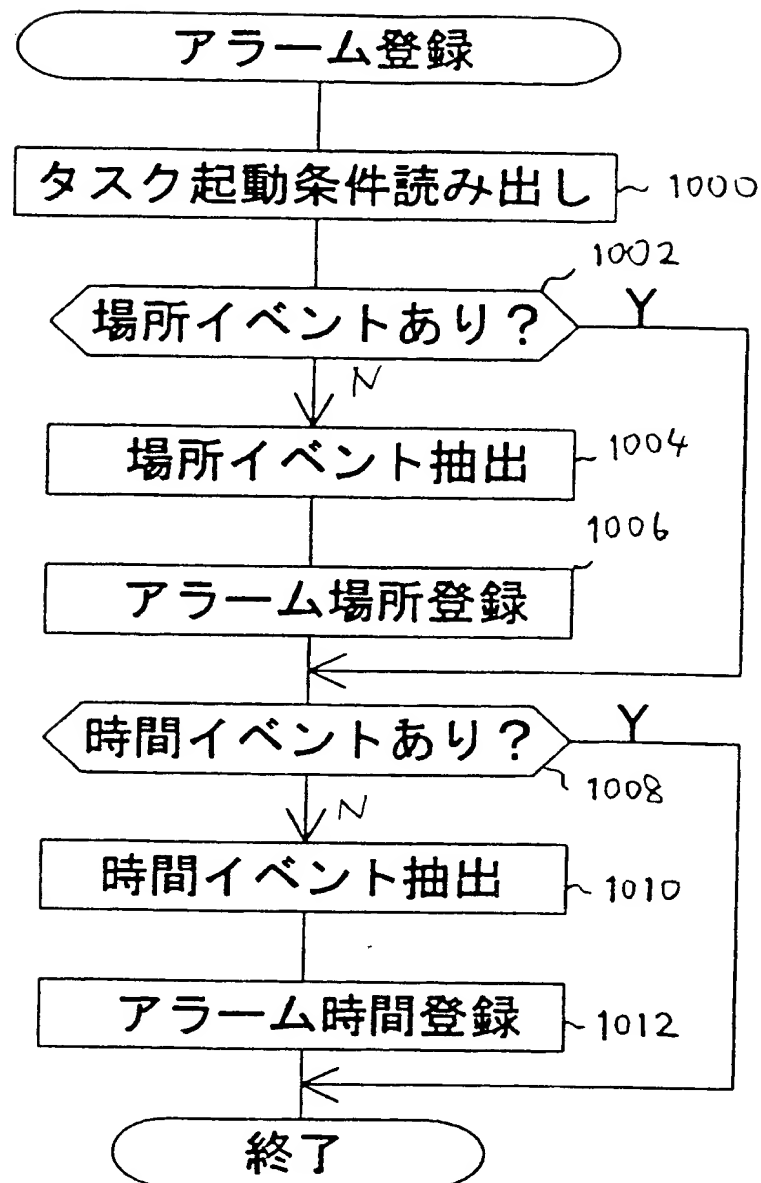 アラーム登録
タスク起動条件読み出し 1000
1002
場所イベントあり? Y
N
場所イベント抽出 1004
1006
アラーム場所登録
時間イベントあり? Y
1008
N
時間イベント抽出 1010
アラーム時間登録 1012
終了